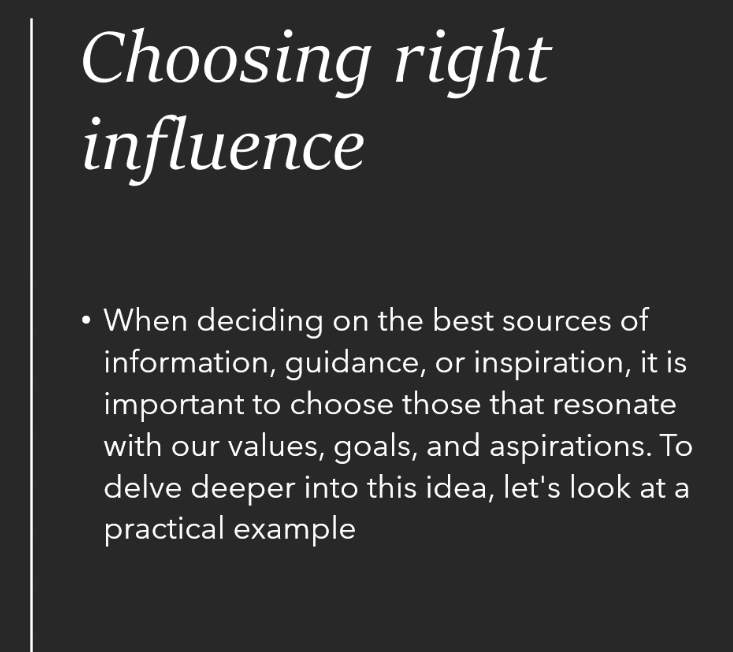 Choosing right
influence
• When deciding on the best sources of
information, guidance, or inspiration, it is
important to choose those that resonate
with our values, goals, and aspirations. To
delve deeper into this idea, let's look at a
practical example